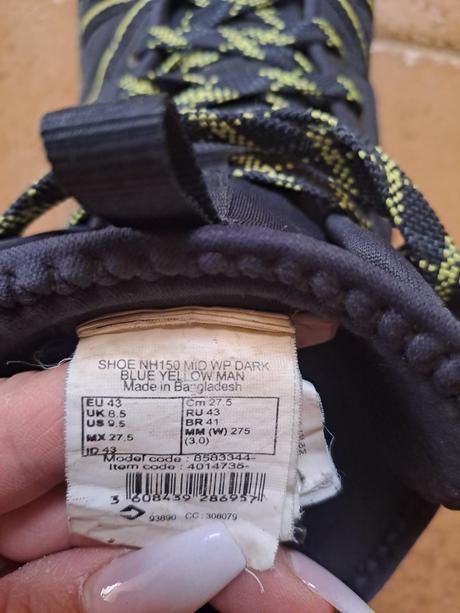 SHOE NH150 MID WP DARK
BLUE YELLOW MAN
Made in Bangladesh
EU 43
UK 8.5
US 9.5
MX 27.5
ID 43
Cm 27.5
RU 43
BR 41
MM (W) 275
(3.0)
Model code : 8583344-
Item code : 4014735-
3 608439 286957
93890 CC : 308079